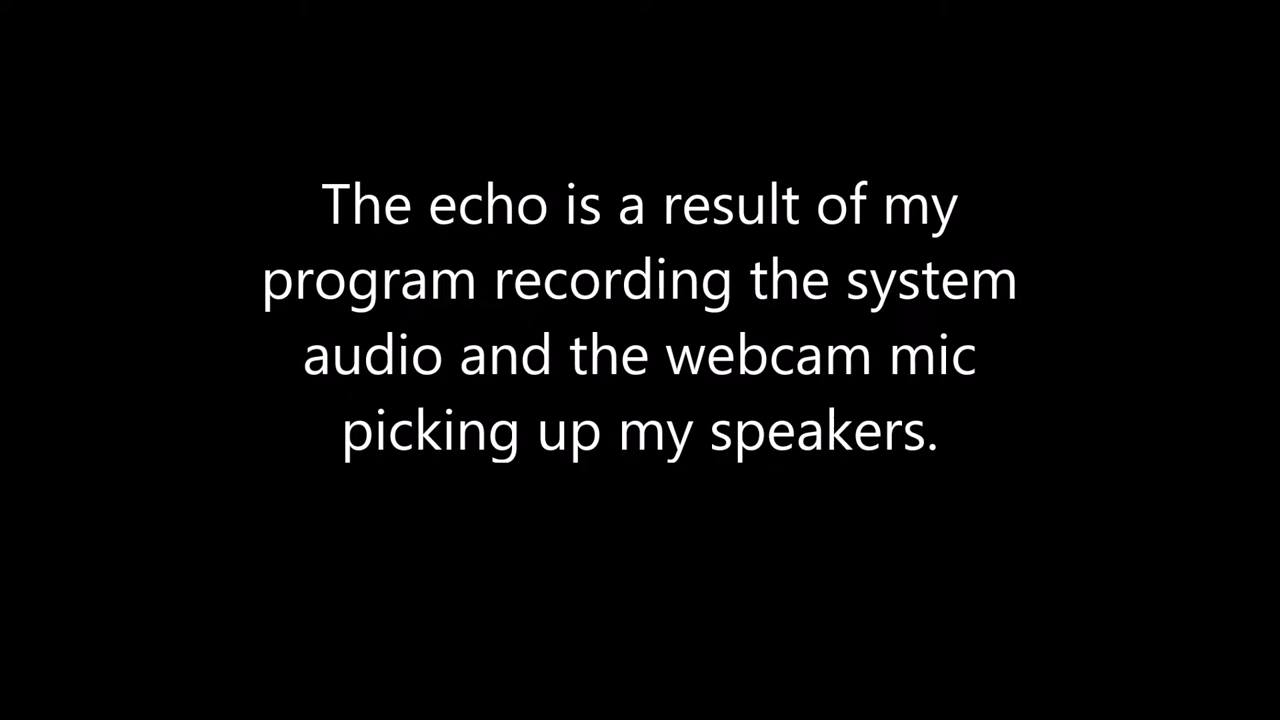 The echo is a result of my
program recording the system
audio and the webcam mic
picking up my speakers.